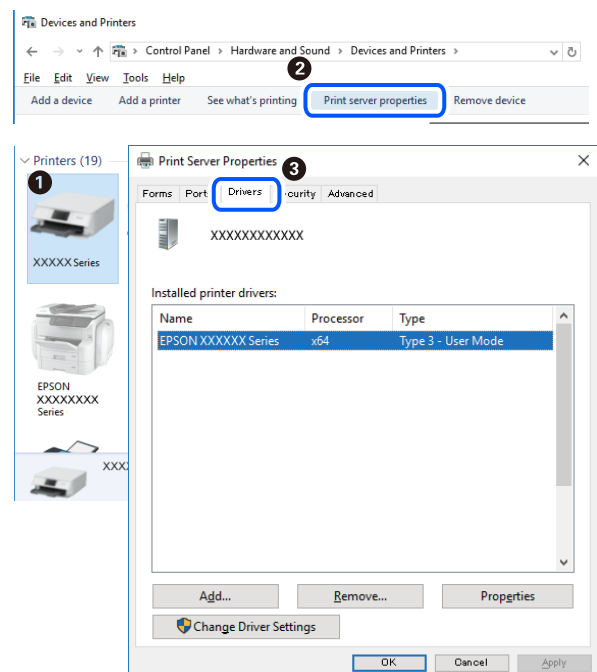 Devices and Printers
Control Panel > Hardware and Sound > Devices and Printers >
2
File Edit View Tools Help
Add a device Add a printer See what's printing Print server properties Remove device
Printers (19)
1
XXXXX Series
EPSON
XXXXXXXX
Series
XXX
Print Server Properties
3
Forms Port Drivers curity Advanced
XXXXXXXXXXXX
Installed printer drivers:
Name Processor Type
EPSON XXXXXX Series x64 Type 3 - User Mode
Add... Remove... Properties
Change Driver Settings
OK Cancel Apply